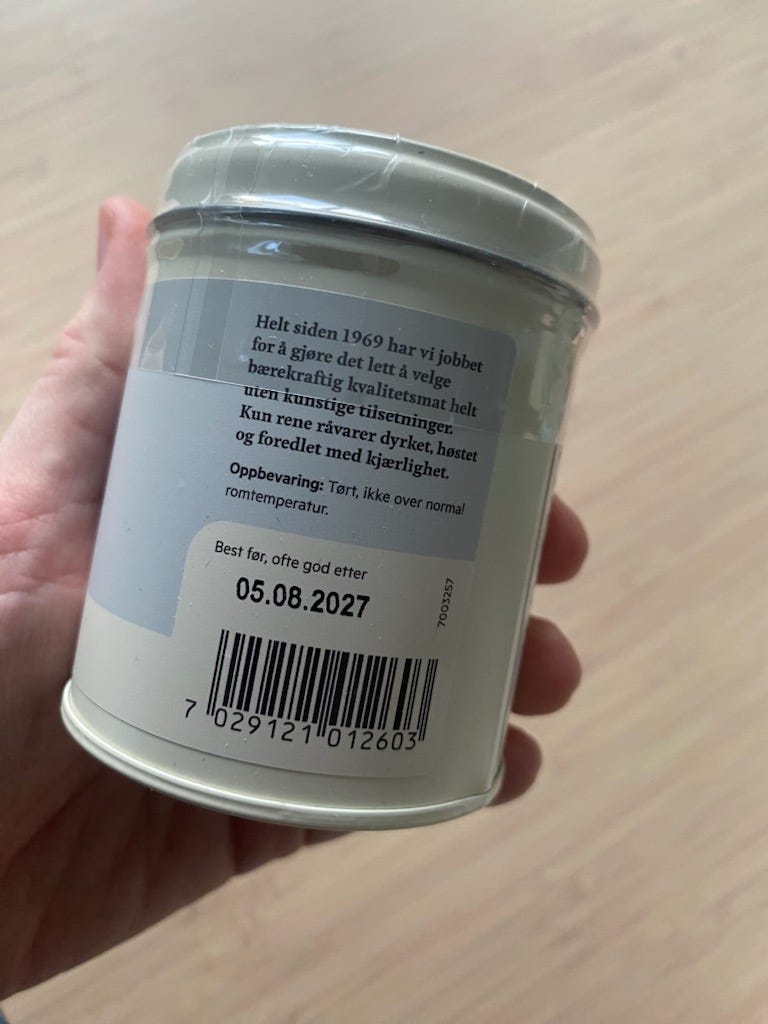 Helt siden 1969 har vi jobbet
for å gjøre det lett å velge
bærekraftig kvalitetsmat helt
uten kunstige tilsetninger.
Kun rene råvarer dyrket, høstet
og foredlet med kjærlighet.
Oppbevaring: Tørt, ikke over normal
romtemperatur.
Best før, ofte god etter
05.08.2027
7003257
7 029121 012603